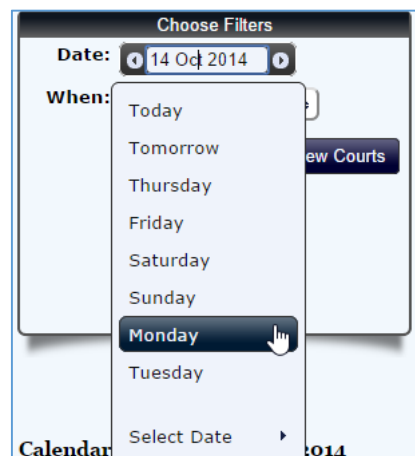 Choose Filters
Date: 14 Oct 2014
When:
Today
Tomorrow
ew Courts
Thursday
Friday
Saturday
Sunday
Monday
Tuesday
Select Date
Calendar 2014